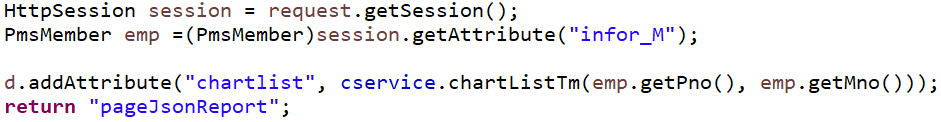 HttpSession session = request.getSession();
PmsMember emp =(PmsMember)session.getAttribute("infor_M");
d.addAttribute("chartlist", cservice.chartListTm(emp.getPno(), emp.getMno()));
return "pageJsonReport";